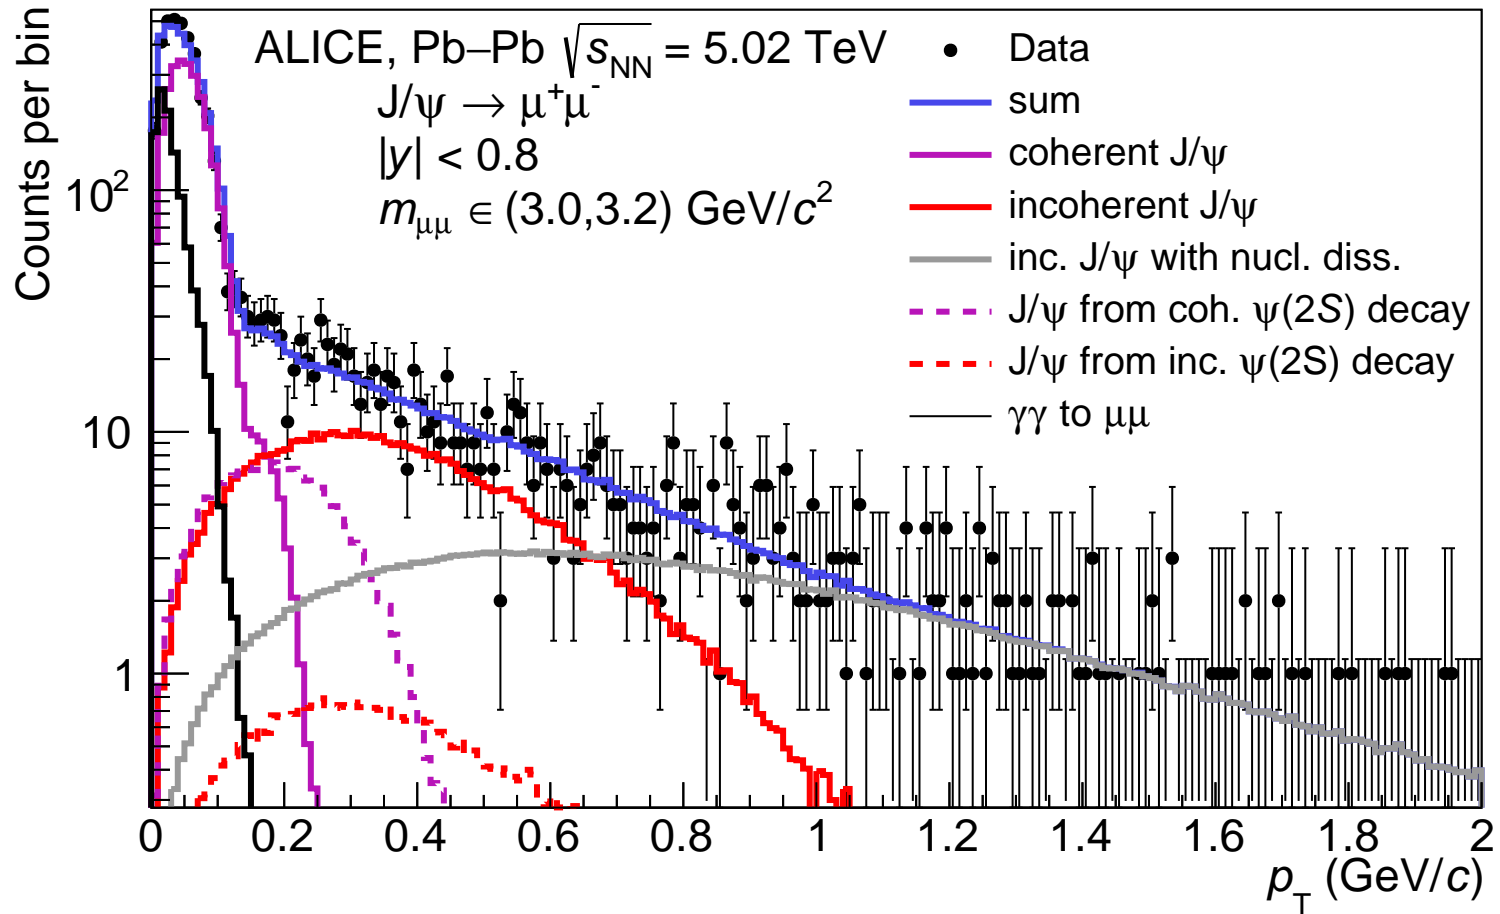 Counts per bin
ALICE, Pb–Pb √s_NN = 5.02 TeV
J/ψ → μ⁺μ⁻
|y| < 0.8
m_μμ ∈ (3.0,3.2) GeV/c²
Data
sum
coherent J/ψ
incoherent J/ψ
inc. J/ψ with nucl. diss.
J/ψ from coh. ψ(2S) decay
J/ψ from inc. ψ(2S) decay
γγ to μμ
10²
10
1
0 0.2 0.4 0.6 0.8 1 1.2 1.4 1.6 1.8 2
p_T (GeV/c)